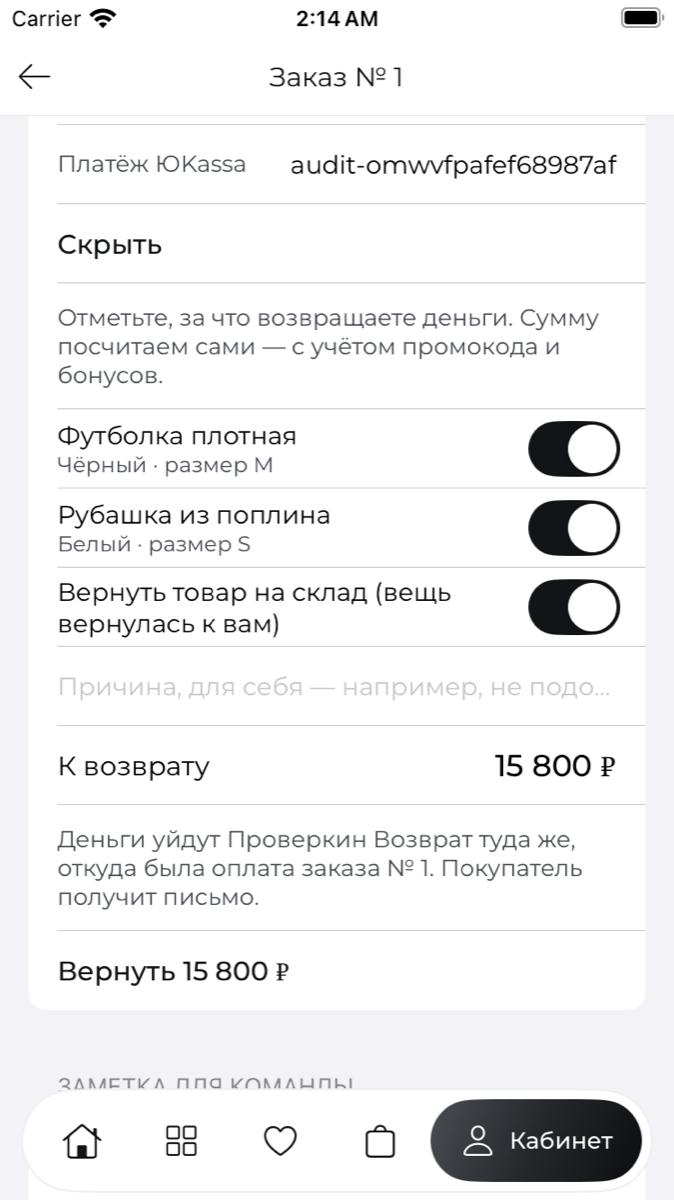 Carrier
2:14 AM
Заказ № 1
Платёж ЮKassa
audit-omwvfpafef68987af
Скрыть
Отметьте, за что возвращаете деньги. Сумму
посчитаем сами — с учётом промокода и
бонусов.
Футболка плотная
Чёрный · размер M
Рубашка из поплина
Белый · размер S
Вернуть товар на склад (вещь
вернулась к вам)
Причина, для себя — например, не подо...
К возврату
15 800 ₽
Деньги уйдут Проверкин Возврат туда же,
откуда была оплата заказа № 1. Покупатель
получит письмо.
Вернуть 15 800 ₽
ЗАМЕТКА ДЛЯ КОМАНДЫ
Кабинет